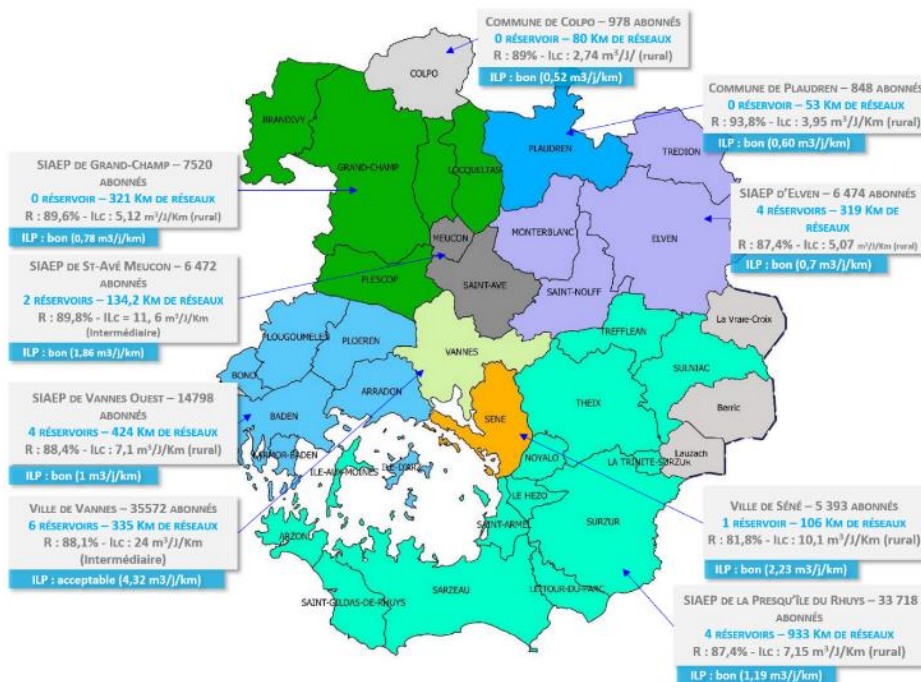 COMMUNE DE COLPO – 978 ABONNÉS
0 RÉSERVOIR – 80 KM DE RÉSEAUX
R : 89% - ILC : 2,74 m³/J/ (rural)
ILP : bon (0,52 m3/j/km)
COMMUNE DE PLAUDREN – 848 ABONNÉS
0 RÉSERVOIR – 53 KM DE RÉSEAUX
R : 93,8% - ILC : 3,95 m³/J/Km (rural)
ILP : bon (0,60 m3/j/km)
SIAEP DE GRAND-CHAMP – 7520
ABONNÉS
0 RÉSERVOIR – 321 KM DE RÉSEAUX
R : 89,6% - ILC : 5,12 m³/J/Km (rural)
ILP : bon (0,78 m3/j/km)
SIAEP D'ELVEN – 6 474 ABONNÉS
4 RÉSERVOIRS – 319 KM DE
RÉSEAUX
R : 87,4% - ILC : 5,07 m³/J/Km (rural)
ILP : bon (0,7 m3/j/km)
SIAEP DE ST-AVÉ MEUCON – 6 472
ABONNÉS
2 RÉSERVOIRS – 134,2 KM DE RÉSEAUX
R : 89,8% - ILC = 11, 6 m³/J/Km
(Intermédiaire)
ILP : bon (1,86 m3/j/km)
SIAEP DE VANNES OUEST – 14798
ABONNÉS
4 RÉSERVOIRS – 424 KM DE RÉSEAUX
R : 88,4% - ILC : 7,1 m³/J/Km (rural)
ILP : bon (1 m3/j/km)
VILLE DE VANNES – 35572 ABONNÉS
6 RÉSERVOIRS – 335 KM DE RÉSEAUX
R : 88,1% - ILC : 24 m³/J/Km
(Intermédiaire)
ILP : acceptable (4,32 m3/j/km)
VILLE DE SÉNÉ – 5 393 ABONNÉS
1 RÉSERVOIR – 106 KM DE RÉSEAUX
R : 81,8% - ILC : 10,1 m³/J/Km (rural)
ILP : bon (2,23 m3/j/km)
SIAEP DE LA PRESQU'ÎLE DU RHUYS – 33 718
ABONNÉS
4 RÉSERVOIRS – 933 KM DE RÉSEAUX
R : 87,4% - ILC : 7,15 m³/J/Km (rural)
ILP : bon (1,19 m3/j/km)
COLPO
GRAND-CHAMP
LOCQUELTAS
PLAUDREN
TREDION
MEUCON
MONTERBLANC
ELVEN
PLESCOP
SAINT-AVE
SAINT-NOLFF
La Vraie-Croix
TREFFLEAN
PLOUGOUMELEN
PLOEREN
VANNES
SULNIAC
BONO
BADEN
ARRADON
SENE
THEIX
Berric
Lauzach
LARMOR-BADEN
ILE-AUX-MOINES
ILE-D'ARZ
NOYALO
LA TRINITE-SURZUR
LE HEZO
SAINT-ARMEL
SURZUR
ARZON
SARZEAU
LE-TOUR-DU-PARC
SAINT-GILDAS-DE-RHUYS